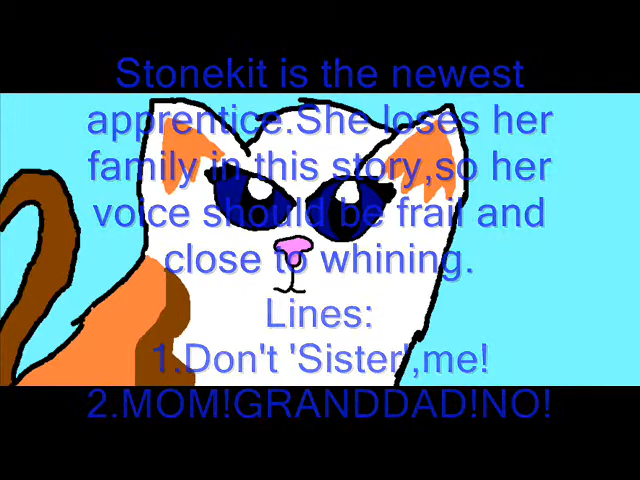 Stonekit is the newest
apprentice.She loses her
family in this story,so her
voice should be frail and
close to whining.
Lines:
1.Don't 'Sister',me!
2.MOM!GRANDDAD!NO!